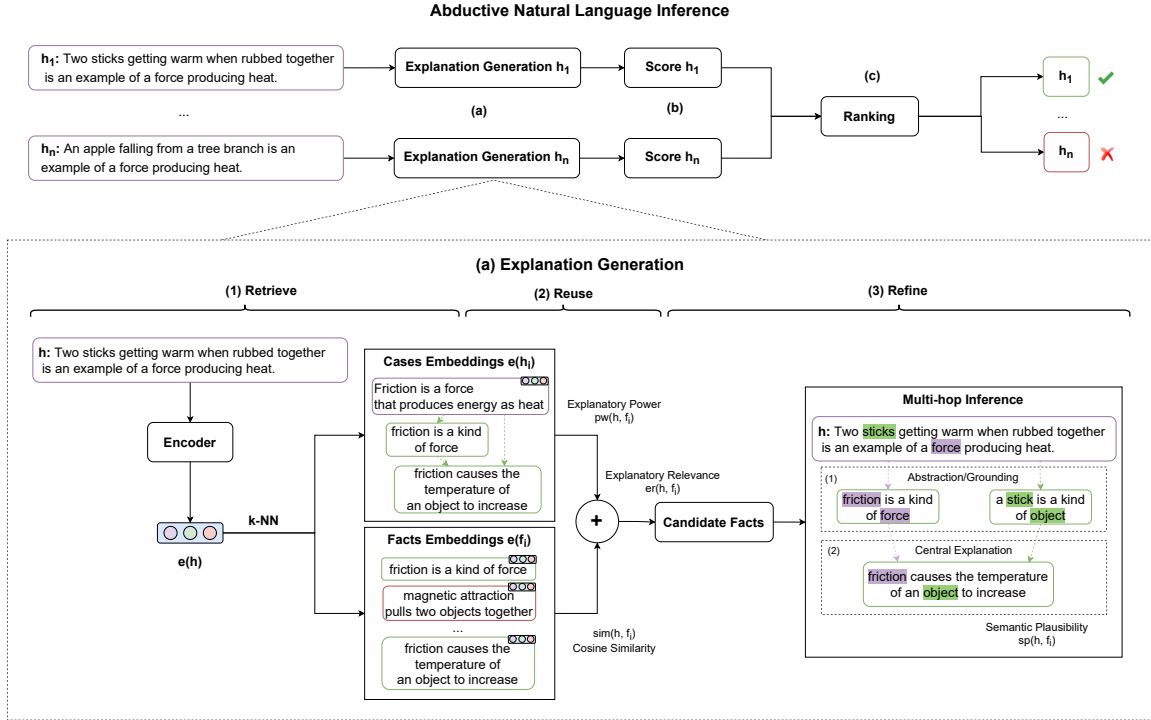 Abductive Natural Language Inference
h1: Two sticks getting warm when rubbed together
is an example of a force producing heat.
Explanation Generation h1
Score h1
(c)
h1
...
(a)
(b)
Ranking
...
hn: An apple falling from a tree branch is an
example of a force producing heat.
Explanation Generation hn
Score hn
hn
(a) Explanation Generation
(1) Retrieve
(2) Reuse
(3) Refine
h: Two sticks getting warm when rubbed together
is an example of a force producing heat.
Encoder
e(h)
k-NN
Cases Embeddings e(hi)
Friction is a force
that produces energy as heat
friction is a kind
of force
friction causes the
temperature of
an object to increase
Facts Embeddings e(fi)
friction is a kind of force
magnetic attraction
pulls two objects together
...
friction causes the
temperature of
an object to increase
Explanatory Power
pw(h, fi)
Explanatory Relevance
er(h, fi)
+
sim(h, fi)
Cosine Similarity
Candidate Facts
Multi-hop Inference
h: Two sticks getting warm when rubbed together
is an example of a force producing heat.
(1)
Abstraction/Grounding
friction is a kind
of force
a stick is a kind
of object
(2)
Central Explanation
friction causes the temperature
of an object to increase
Semantic Plausibility
sp(h, fi)